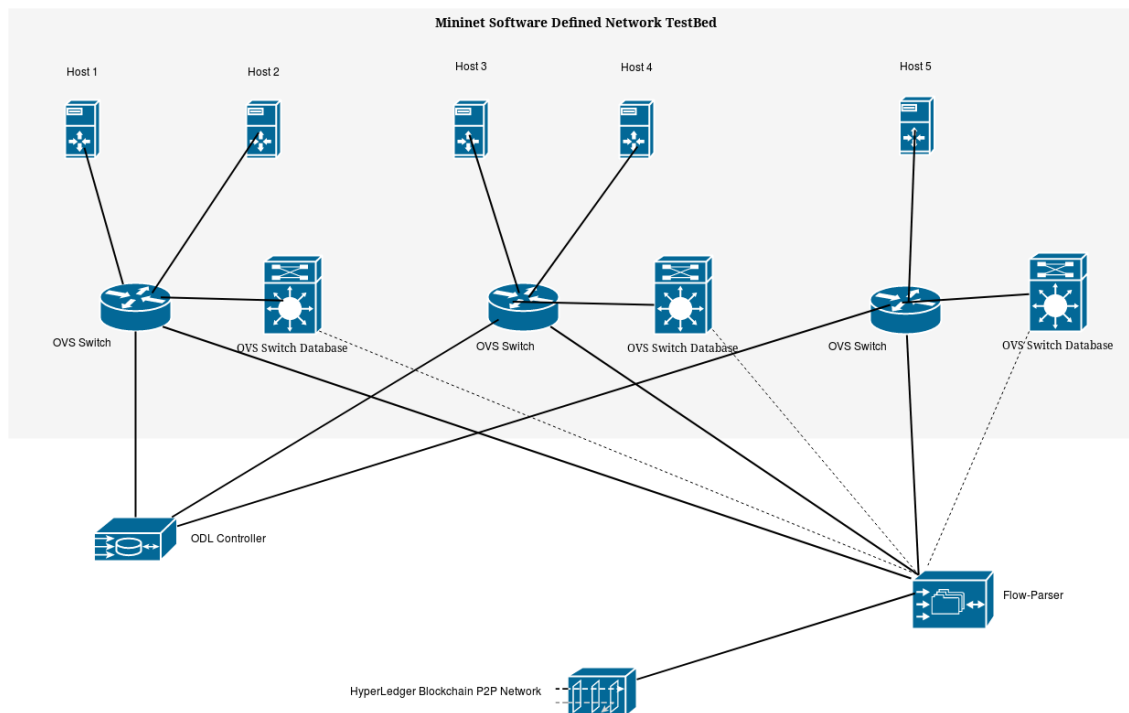 Mininet Software Defined Network TestBed
Host 1
Host 2
Host 3
Host 4
Host 5
OVS Switch
OVS Switch Database
OVS Switch
OVS Switch Database
OVS Switch
OVS Switch Database
ODL Controller
Flow-Parser
HyperLedger Blockchain P2P Network